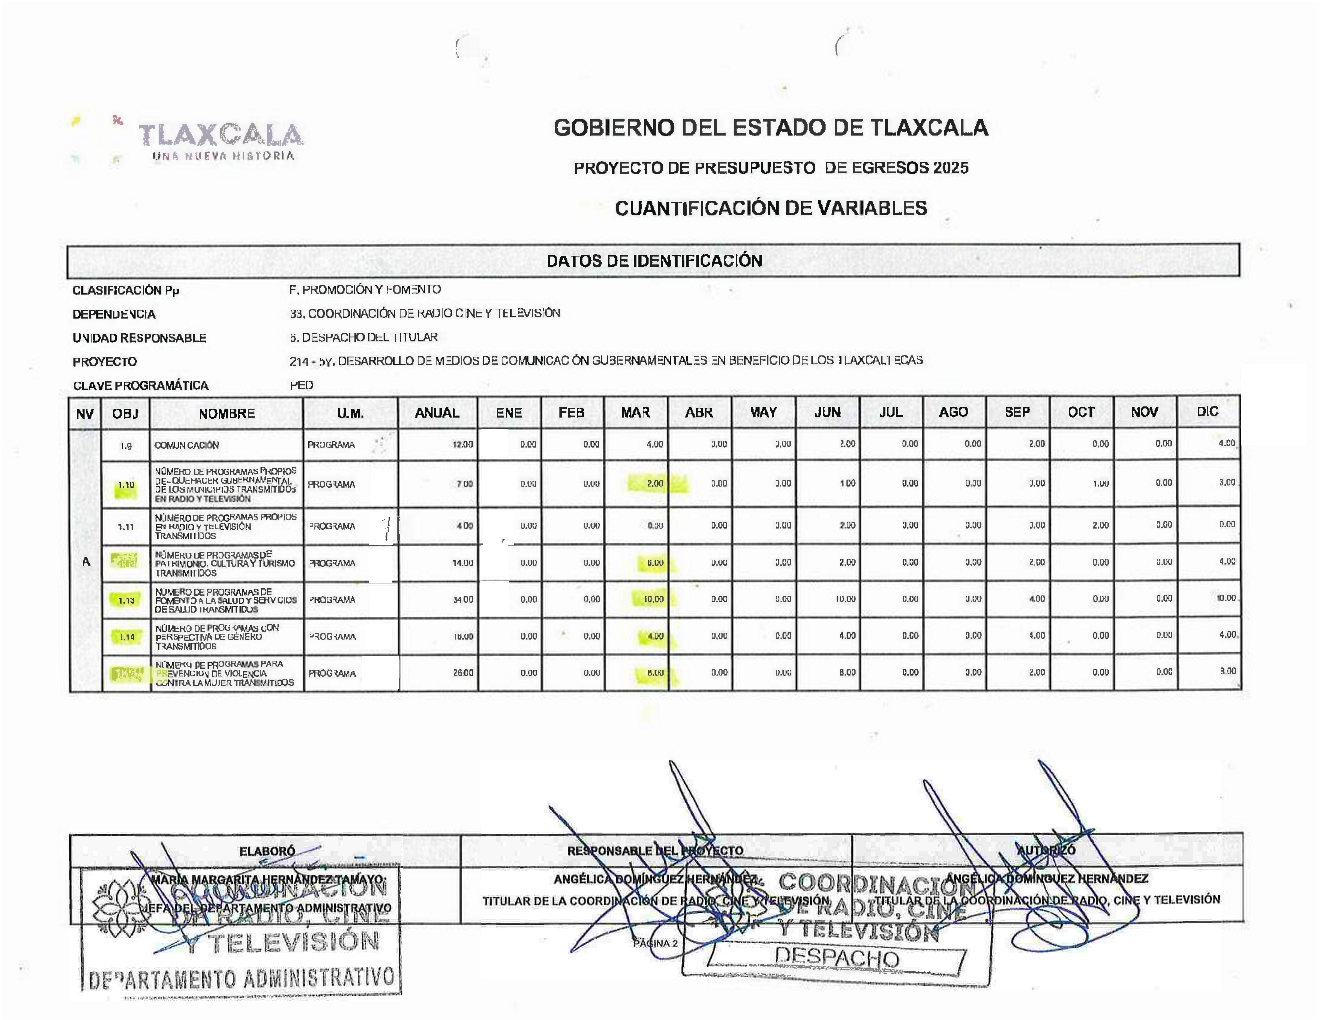 TLAXCALA
UNA NUEVA HISTORIA
GOBIERNO DEL ESTADO DE TLAXCALA
PROYECTO DE PRESUPUESTO DE EGRESOS 2025
CUANTIFICACIÓN DE VARIABLES
DATOS DE IDENTIFICACIÓN
CLASIFICACIÓN Pp F. PROMOCIÓN Y FOMENTO
DEPENDENCIA 33. COORDINACIÓN DE RADIO CINE Y TELEVISIÓN
UNIDAD RESPONSABLE DESPACHO DEL TITULAR
PROYECTO 214 - 5Y. DESARROLLO DE MEDIOS DE COMUNICACIÓN GUBERNAMENTALES EN BENEFICIO DE LOS TLAXCALTECAS
CLAVE PROGRAMÁTICA PED
NV OBJ NOMBRE U.M. ANUAL ENE FEB MAR ABR MAY JUN JUL AGO SEP OCT NOV DIC
A
1.9 COMUNICACIÓN PROGRAMA 12.00 0.00 0.00 4.00 0.00 0.00 2.00 0.00 0.00 2.00 0.00 0.00 4.00
1.10 NÚMERO DE PROGRAMAS PROPIOS
DEL QUEHACER GUBERNAMENTAL
DE LOS MUNICIPIOS TRANSMITIDOS
EN RADIO Y TELEVISIÓN
PROGRAMA 7.00 0.00 0.00 2.00 0.00 0.00 1.00 0.00 0.00 0.00 1.00 0.00 3.00
1.11 NÚMERO DE PROGRAMAS PROPIOS
EN RADIO Y TELEVISIÓN
TRANSMITIDOS
PROGRAMA 4.00 0.00 0.00 0.00 0.00 0.00 2.00 0.00 0.00 0.00 2.00 0.00 0.00
NÚMERO DE PROGRAMAS DE
PATRIMONIO, CULTURA Y TURISMO
TRANSMITIDOS
PROGRAMA 14.00 0.00 0.00 6.00 0.00 0.00 2.00 0.00 0.00 2.00 0.00 0.00 4.00
1.13 NÚMERO DE PROGRAMAS DE
FOMENTO A LA SALUD Y SERVICIOS
DE SALUD TRANSMITIDOS
PROGRAMA 34.00 0.00 0.00 10.00 0.00 0.00 10.00 0.00 0.00 4.00 0.00 0.00 10.00
1.14 NÚMERO DE PROGRAMAS CON
PERSPECTIVA DE GÉNERO
TRANSMITIDOS
PROGRAMA 16.00 0.00 0.00 4.00 0.00 0.00 4.00 0.00 0.00 4.00 0.00 0.00 4.00
NÚMERO DE PROGRAMAS PARA
PREVENCIÓN DE VIOLENCIA
CONTRA LA MUJER TRANSMITIDOS
PROGRAMA 26.00 0.00 0.00 8.00 0.00 0.00 8.00 0.00 0.00 2.00 0.00 0.00
ELABORÓ RESPONSABLE DEL PROYECTO AUTORIZÓ
MARÍA MARGARITA HERNÁNDEZ TAMAYO ANGÉLICA DOMÍNGUEZ HERNÁNDEZ ANGÉLICA DOMÍNGUEZ HERNÁNDEZ
JEFA DEL DEPARTAMENTO ADMINISTRATIVO TITULAR DE LA COORDINACIÓN DE RADIO, CINE Y TELEVISIÓN TITULAR DE LA COORDINACIÓN DE RADIO, CINE Y TELEVISIÓN
PÁGINA 2
COORDINACIÓN
DE RADIO, CINE
Y TELEVISIÓN
DEPARTAMENTO ADMINISTRATIVO
COORDINACIÓN
DE RADIO, CINE
Y TELEVISIÓN
DESPACHO